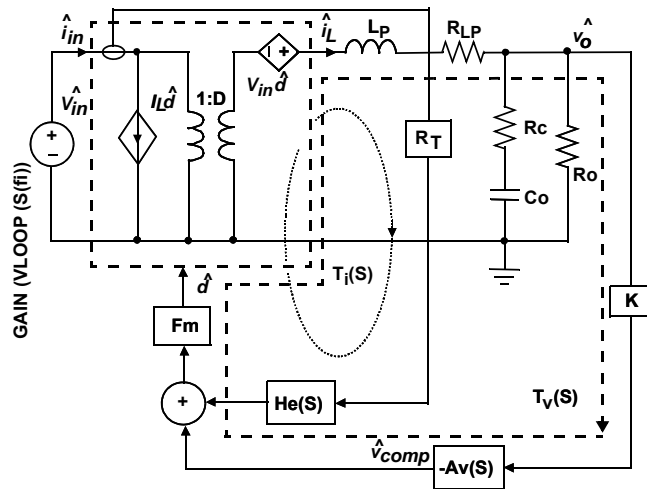 î_in
î_L
L_P
R_LP
v̂_o
V̂_in
I_L d̂
1:D
V_in d̂
+
R_T
Rc
Ro
Co
GAIN (VLOOP (S(fi))
T_i(S)
d̂
K
Fm
+
He(S)
T_v(S)
v̂_comp
-Av(S)